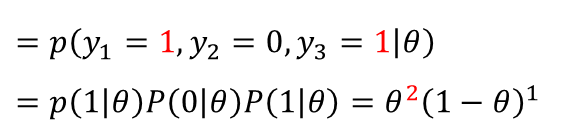 = p(y₁ = 1, y₂ = 0, y₃ = 1|θ)
= p(1|θ)P(0|θ)P(1|θ) = θ²(1 − θ)¹